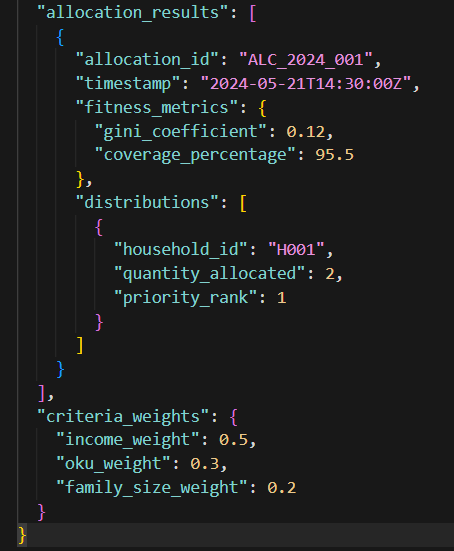 "allocation_results": [
{
"allocation_id": "ALC_2024_001",
"timestamp": "2024-05-21T14:30:00Z",
"fitness_metrics": {
"gini_coefficient": 0.12,
"coverage_percentage": 95.5
},
"distributions": [
{
"household_id": "H001",
"quantity_allocated": 2,
"priority_rank": 1
}
]
}
],
"criteria_weights": {
"income_weight": 0.5,
"oku_weight": 0.3,
"family_size_weight": 0.2
}
}